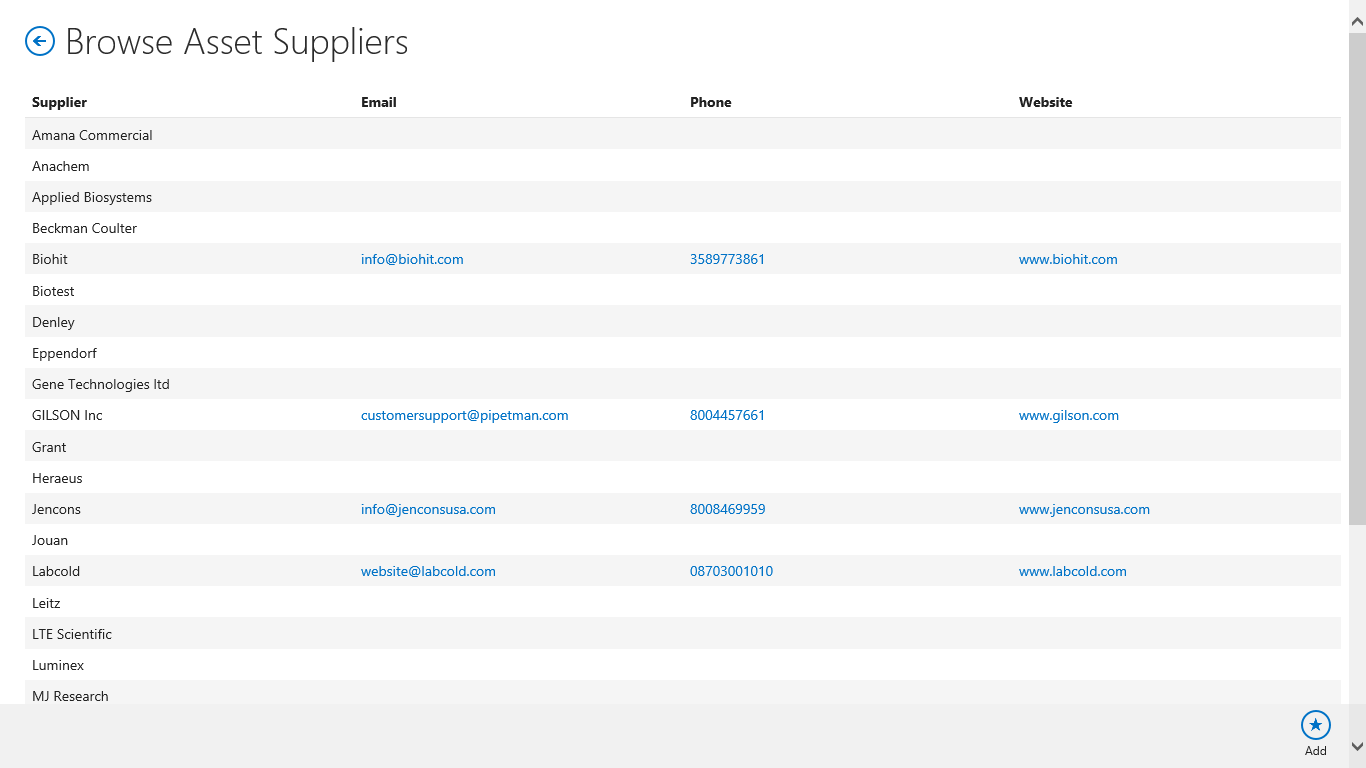 Browse Asset Suppliers
Supplier Email Phone Website
Amana Commercial
Anachem
Applied Biosystems
Beckman Coulter
Biohit info@biohit.com 3589773861 www.biohit.com
Biotest
Denley
Eppendorf
Gene Technologies ltd
GILSON Inc customersupport@pipetman.com 8004457661 www.gilson.com
Grant
Heraeus
Jencons info@jenconsusa.com 8008469959 www.jenconsusa.com
Jouan
Labcold website@labcold.com 08703001010 www.labcold.com
Leitz
LTE Scientific
Luminex
MJ Research
Add